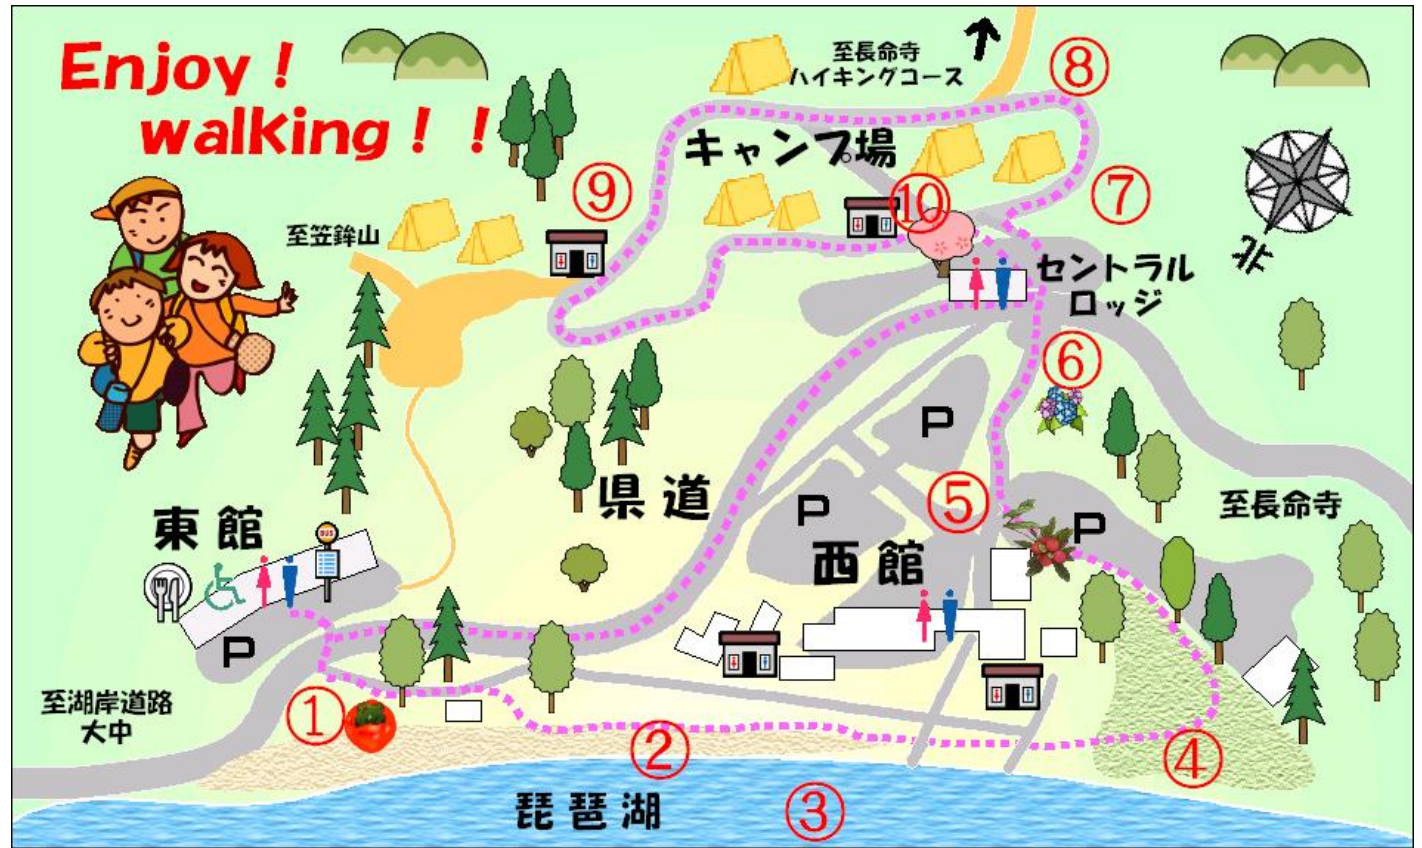 Enjoy！
walking！！
至長命寺
ハイキングコース
⑧
キャンプ場
⑨
⑩
⑦
至笠鉾山
北
セントラル
ロッジ
⑥
P
県道
⑤
至長命寺
P
P
東館
BUS
西館
P
至湖岸道路
大中
①
②
④
琵琶湖
③